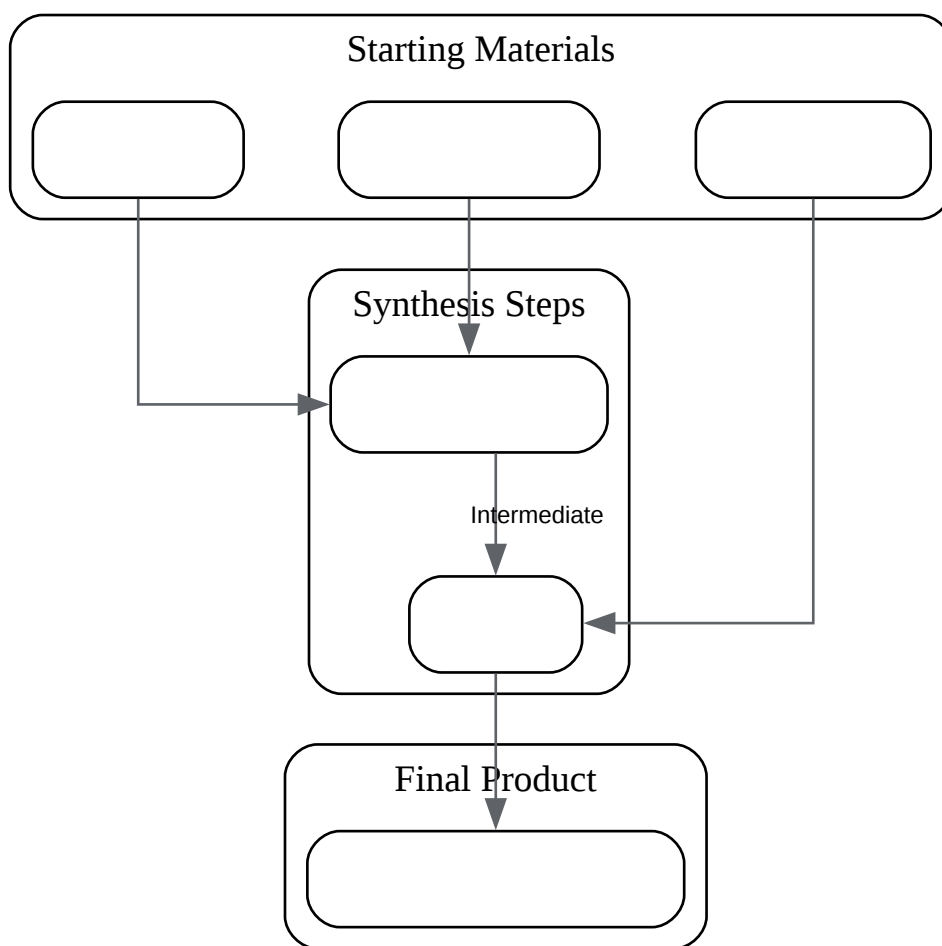 Starting Materials
Synthesis Steps
Intermediate
Final Product